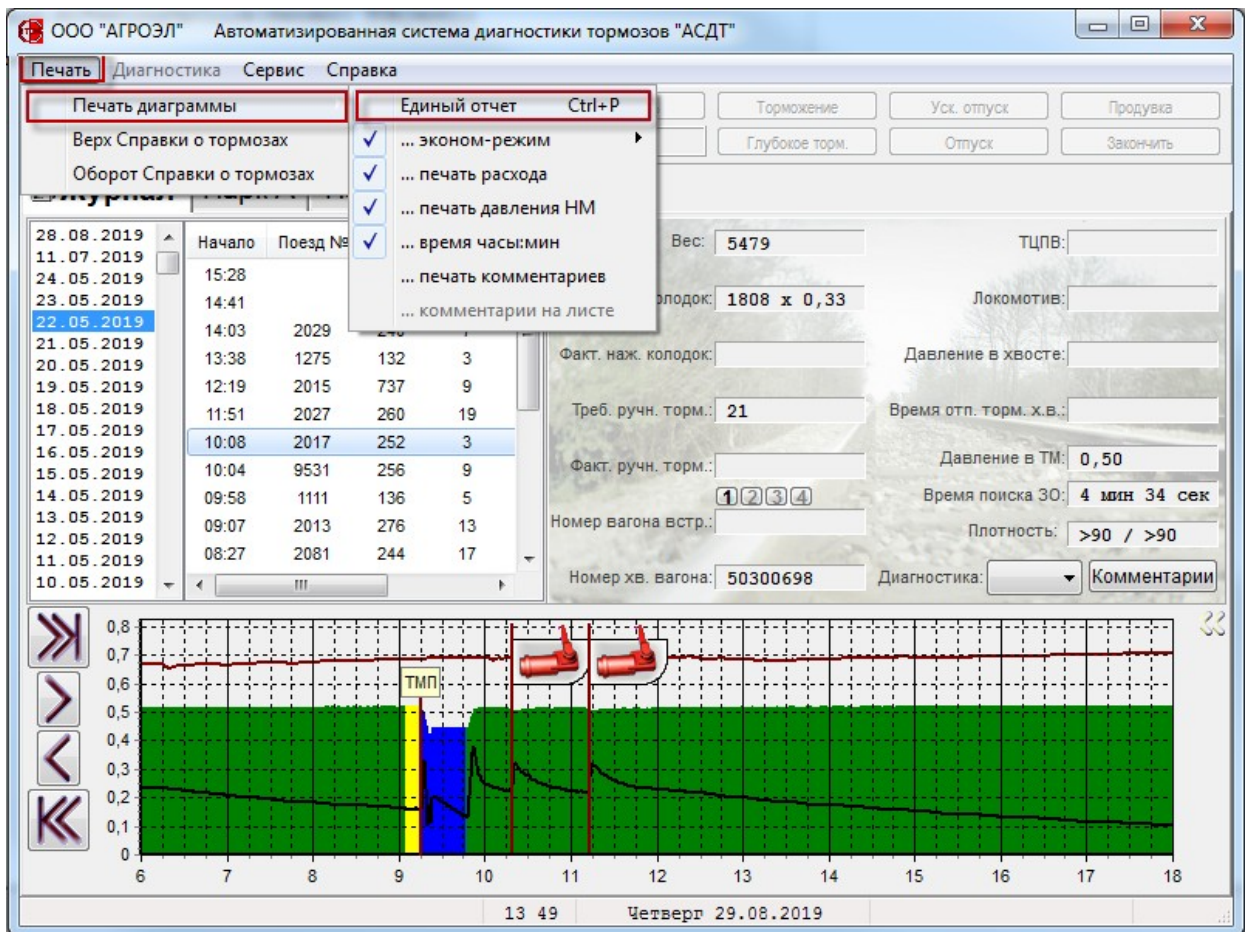 ООО "АГРОЭЛ" Автоматизированная система диагностики тормозов "АСДТ"
Печать Диагностика Сервис Справка
Печать диаграммы
Верх Справки о тормозах
Оборот Справки о тормозах
Единый отчет Ctrl+P
... эконом-режим
... печать расхода
... печать давления НМ
... время часы:мин
... печать комментариев
... комментарии на листе
Торможение Уск. отпуск Продувка
Глубокое торм. Отпуск Закончить
Журнал
28.08.2019
11.07.2019
24.05.2019
23.05.2019
22.05.2019
21.05.2019
20.05.2019
19.05.2019
18.05.2019
17.05.2019
16.05.2019
15.05.2019
14.05.2019
13.05.2019
12.05.2019
11.05.2019
10.05.2019
Начало Поезд №
15:28
14:41
14:03 2029
13:38 1275 132 3
12:19 2015 737 9
11:51 2027 260 19
10:08 2017 252 3
10:04 9531 256 9
09:58 1111 136 5
09:07 2013 276 13
08:27 2081 244 17
Вес: 5479
1808 x 0,33
Факт. наж. колодок:
Треб. ручн. торм.: 21
Факт. ручн. торм.:
1 2 3 4
Номер вагона встр.:
Номер хв. вагона: 50300698
ТЦПВ:
Локомотив:
Давление в хвосте:
Время отп. торм. х.в.:
Давление в ТМ: 0,50
Время поиска ЗО: 4 мин 34 сек
Плотность: >90 / >90
Диагностика: Комментарии
0,8
0,7
0,6
0,5
0,4
0,3
0,2
0,1
0
ТМП
6 7 8 9 10 11 12 13 14 15 16 17 18
13 49 Четверг 29.08.2019